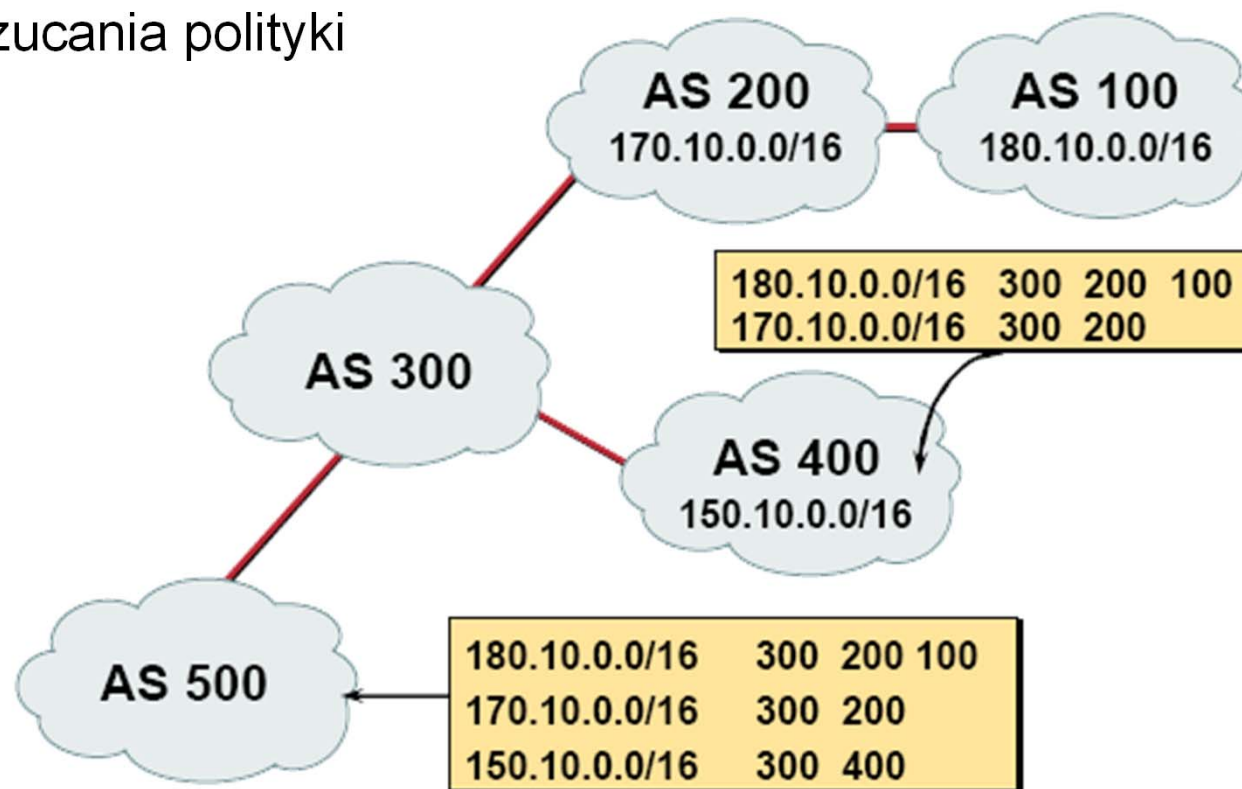 zucania polityki
AS 200
170.10.0.0/16
AS 100
180.10.0.0/16
180.10.0.0/16 300 200 100
170.10.0.0/16 300 200
AS 300
AS 400
150.10.0.0/16
AS 500
180.10.0.0/16 300 200 100
170.10.0.0/16 300 200
150.10.0.0/16 300 400